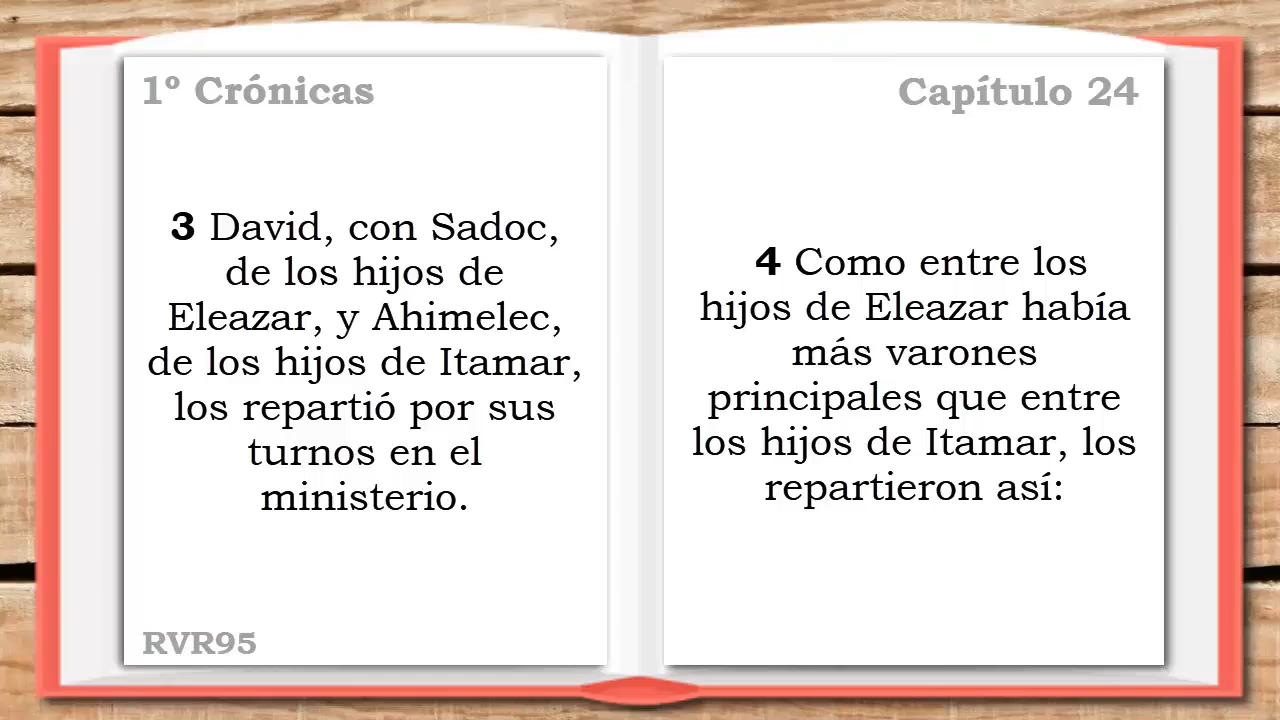 1º Crónicas
3 David, con Sadoc,
de los hijos de
Eleazar, y Ahimelec,
de los hijos de Itamar,
los repartió por sus
turnos en el
ministerio.
RVR95
Capítulo 24
4 Como entre los
hijos de Eleazar había
más varones
principales que entre
los hijos de Itamar, los
repartieron así: